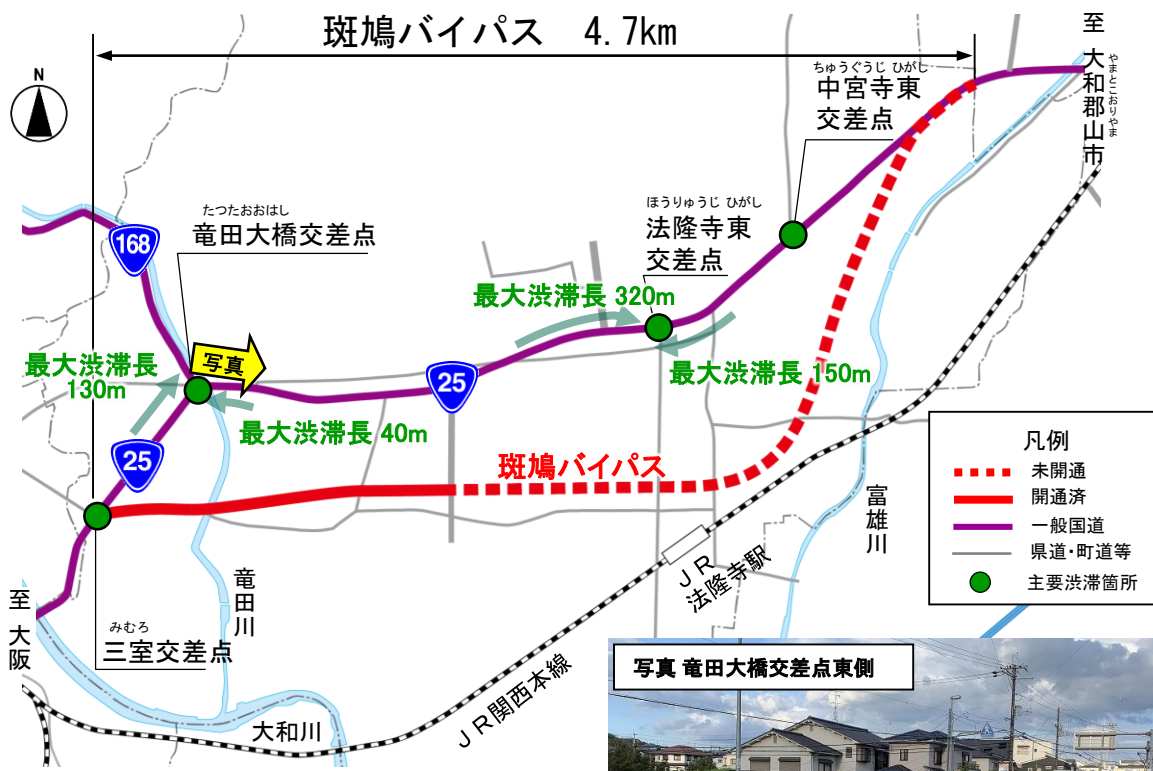 斑鳩バイパス 4.7km
至 大和郡山市
やまとこおりやま
N
ちゅうぐうじ ひがし
中宮寺東
交差点
たつたおおはし
竜田大橋交差点
ほうりゅうじ ひがし
法隆寺東
交差点
168
最大渋滞長 320m
写真
最大渋滞長
130m
25
最大渋滞長 150m
最大渋滞長 40m
25
斑鳩バイパス
凡例
未開通
開通済
一般国道
県道・町道等
主要渋滞箇所
富雄川
JR
法隆寺駅
竜田川
至 大阪
みむろ
三室交差点
JR関西本線
大和川
写真 竜田大橋交差点東側